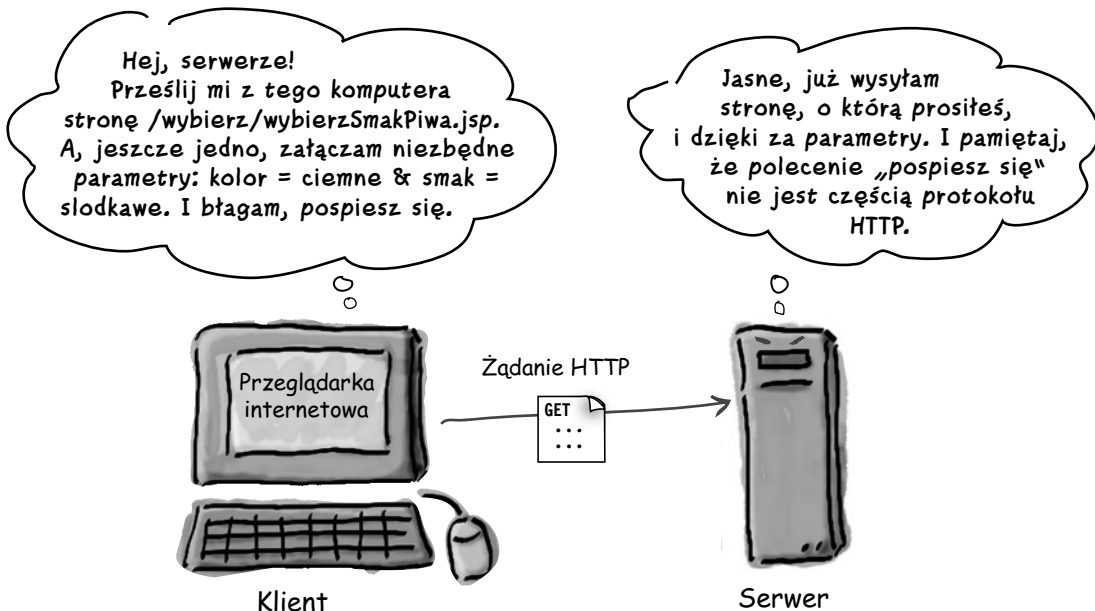 Hej, serwerze!
Prześlij mi z tego komputera
stronę /wybierz/wybierzSmakPiwa.jsp.
A, jeszcze jedno, załączam niezbędne
parametry: kolor = ciemne & smak =
slodkawe. I błagam, pospiesz się.
Jasne, już wysyłam
stronę, o którą prosiłeś,
i dzięki za parametry. I pamiętaj,
że polecenie „pospiesz się“
nie jest częścią protokołu
HTTP.
Przeglądarka
internetowa
Żądanie HTTP
GET
Klient
Serwer